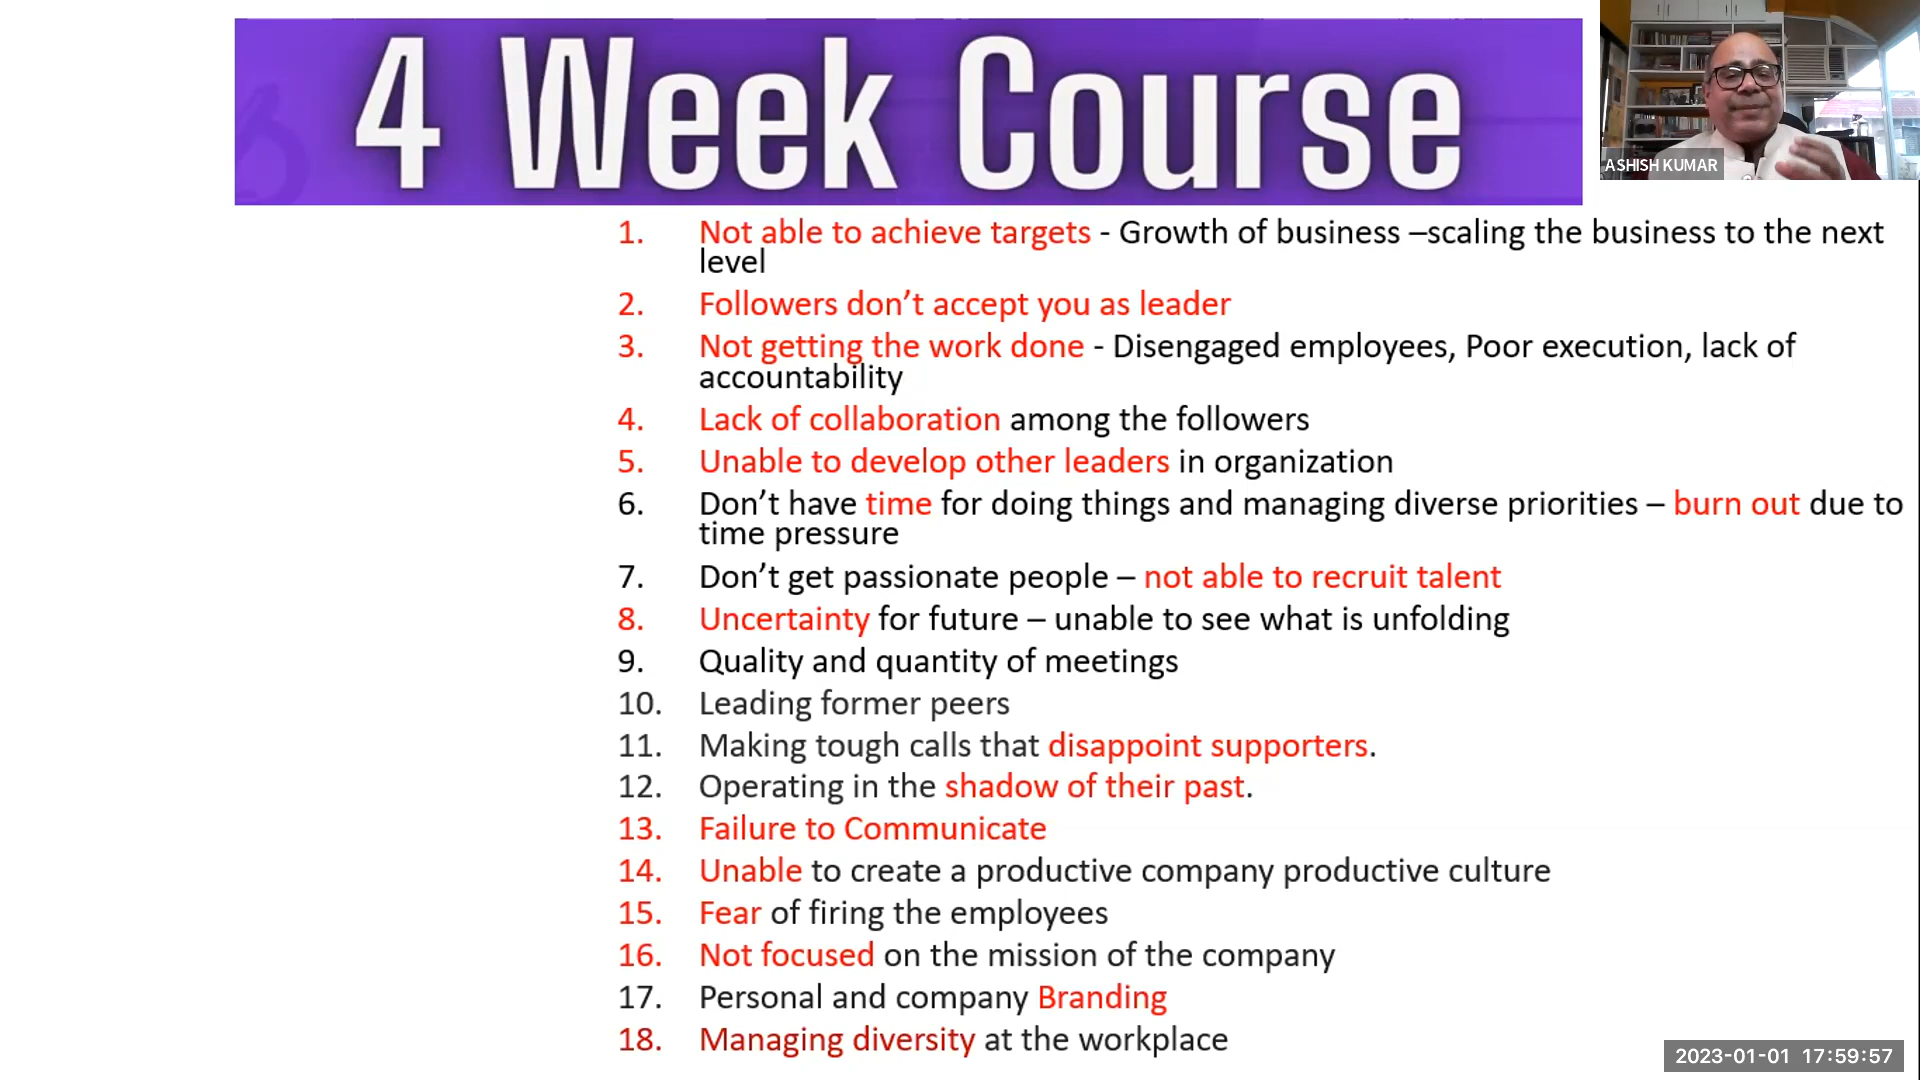 4 Week Course
ASHISH KUMAR
1. Not able to achieve targets - Growth of business –scaling the business to the next
level
2. Followers don’t accept you as leader
3. Not getting the work done - Disengaged employees, Poor execution, lack of
accountability
4. Lack of collaboration among the followers
5. Unable to develop other leaders in organization
6. Don’t have time for doing things and managing diverse priorities – burn out due to
time pressure
7. Don’t get passionate people – not able to recruit talent
8. Uncertainty for future – unable to see what is unfolding
9. Quality and quantity of meetings
10. Leading former peers
11. Making tough calls that disappoint supporters.
12. Operating in the shadow of their past.
13. Failure to Communicate
14. Unable to create a productive company productive culture
15. Fear of firing the employees
16. Not focused on the mission of the company
17. Personal and company Branding
18. Managing diversity at the workplace
2023-01-01 17:59:57